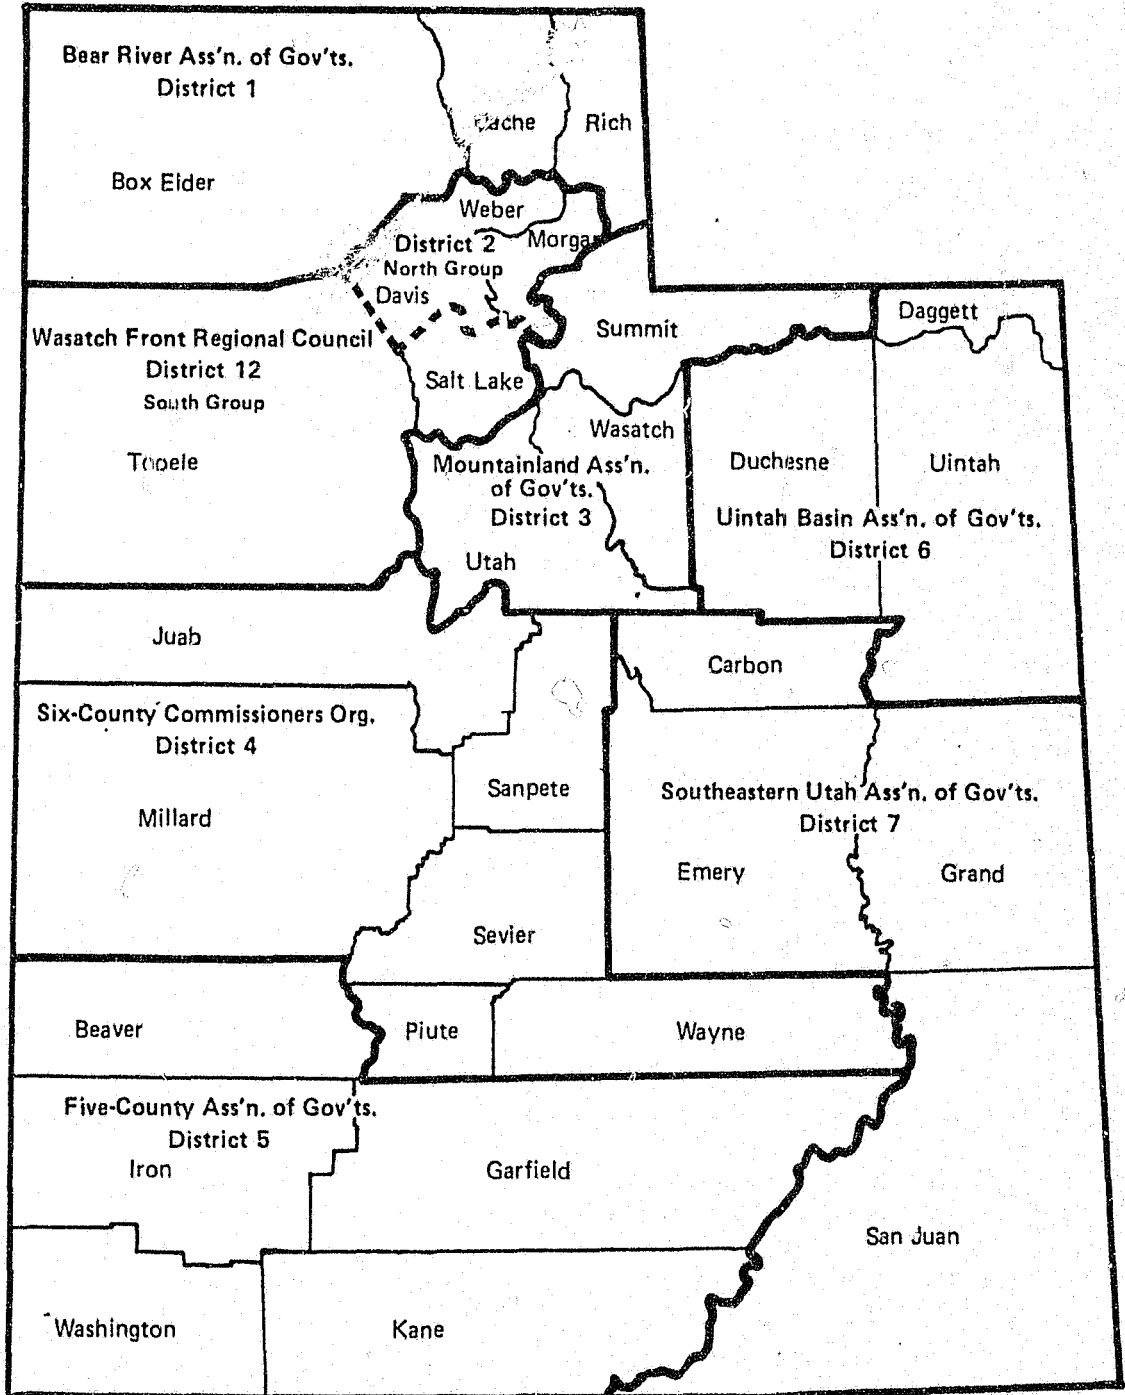 Bear River Ass'n. of Gov'ts.
District 1
Rich
Box Elder
Weber
District 2
Morgan
North Group
Davis
Daggett
Wasatch Front Regional Council
District 12
South Group
Summit
Salt Lake
Wasatch
Tooele
Mountainland Ass'n.
of Gov'ts.
District 3
Duchesne
Uintah
Uintah Basin Ass'n. of Gov'ts.
District 6
Utah
Juab
Carbon
Six-County Commissioners Org.
District 4
Sanpete
Millard
Southeastern Utah Ass'n. of Gov'ts.
District 7
Emery
Grand
Sevier
Beaver
Piute
Wayne
Five-County Ass'n. of Gov'ts.
District 5
Iron
Garfield
San Juan
Washington
Kane